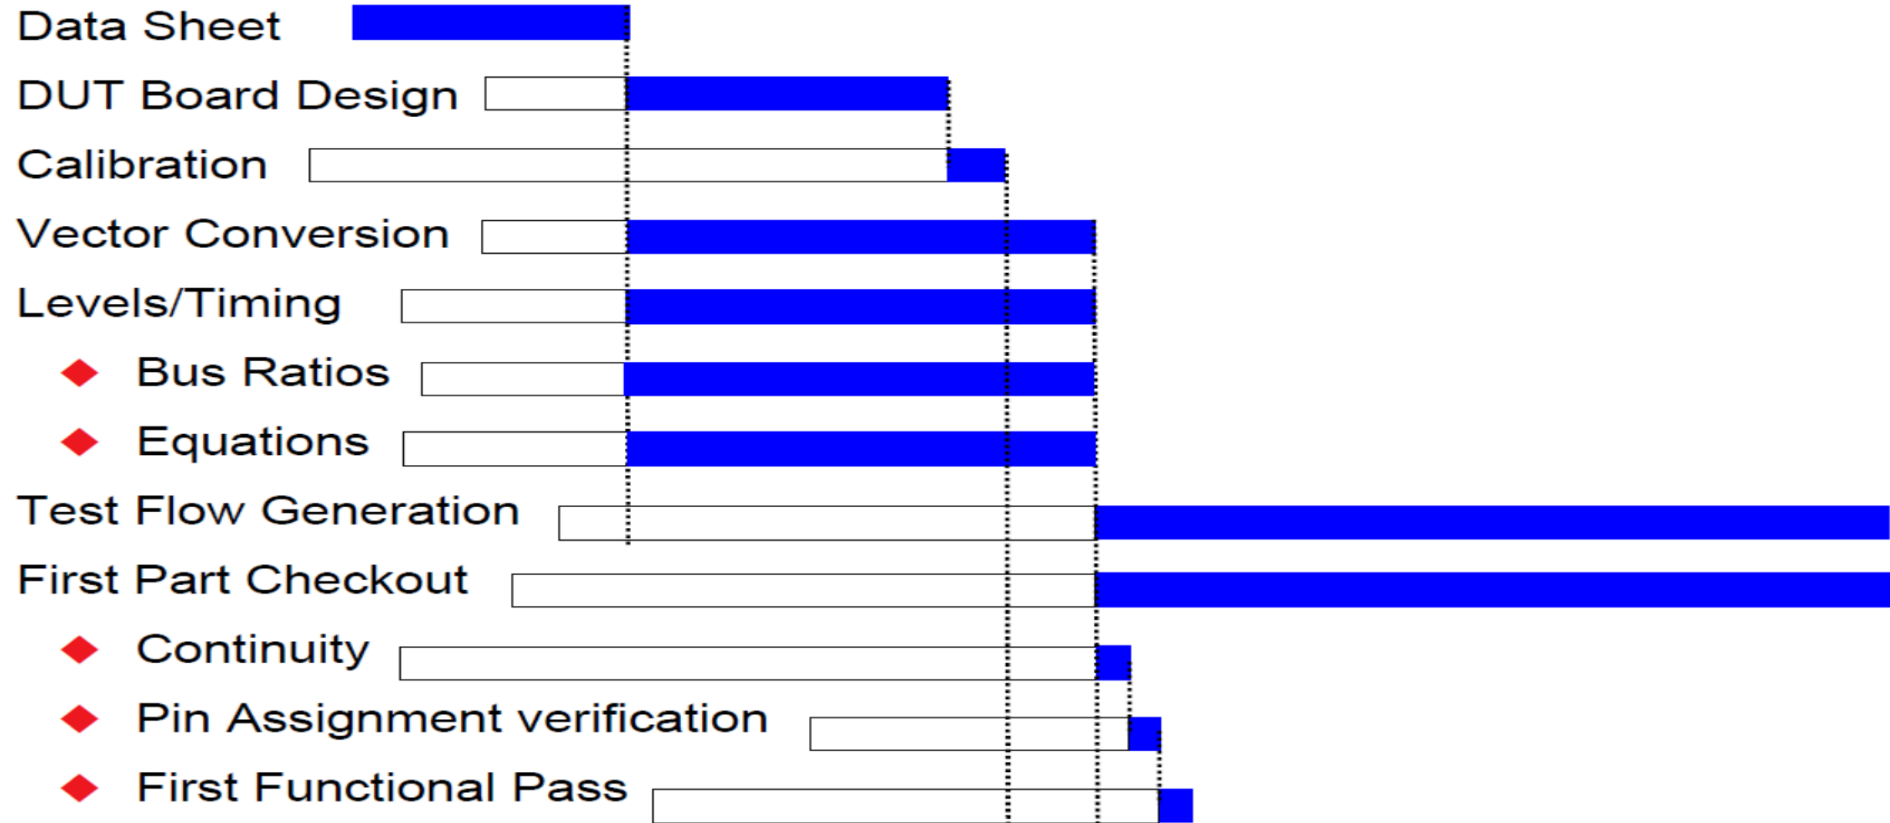 Data Sheet
DUT Board Design
Calibration
Vector Conversion
Levels/Timing
Bus Ratios
Equations
Test Flow Generation
First Part Checkout
Continuity
Pin Assignment verification
First Functional Pass